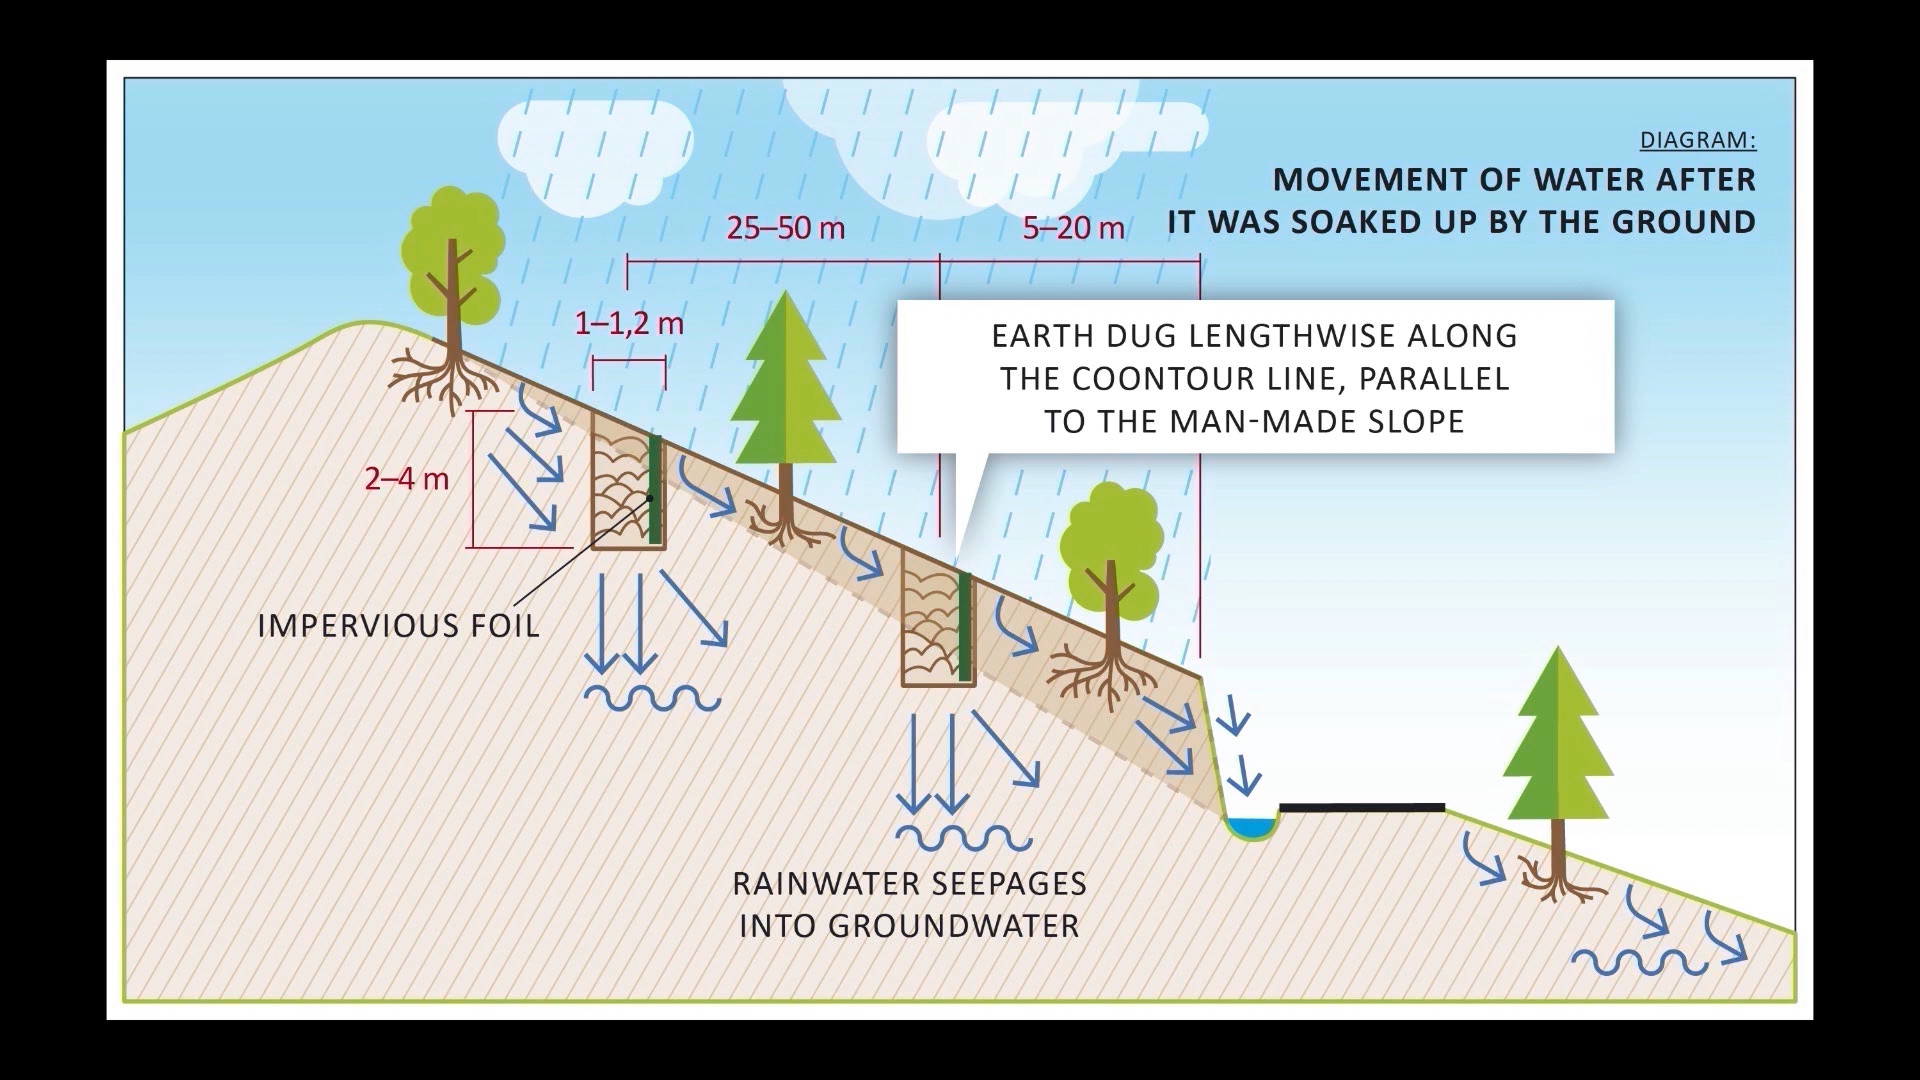 DIAGRAM:
MOVEMENT OF WATER AFTER
IT WAS SOAKED UP BY THE GROUND
25–50 m
5–20 m
1–1,2 m
EARTH DUG LENGTHWISE ALONG
THE COONTOUR LINE, PARALLEL
TO THE MAN-MADE SLOPE
2–4 m
IMPERVIOUS FOIL
RAINWATER SEEPAGES
INTO GROUNDWATER